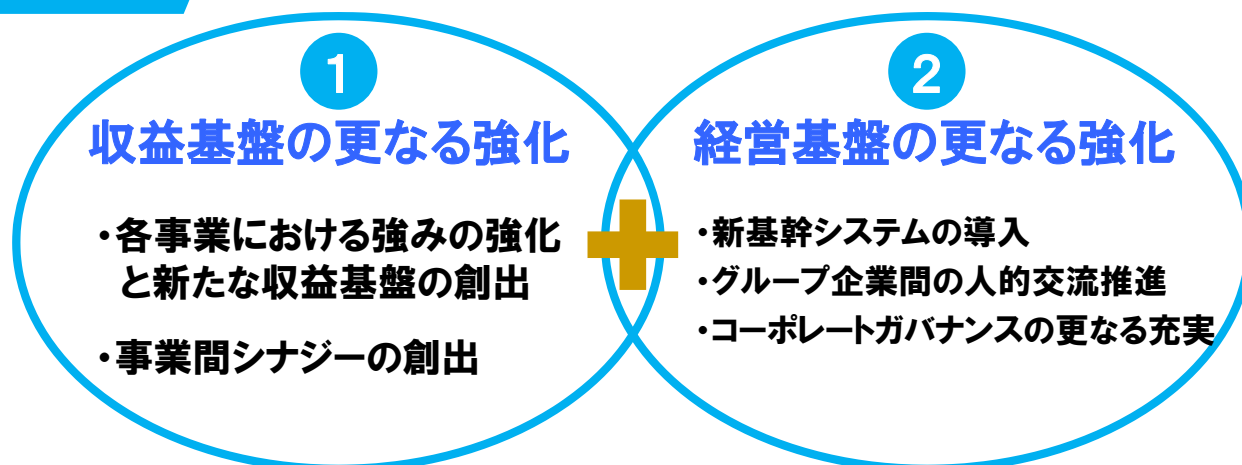 1
収益基盤の更なる強化
・各事業における強みの強化
と新たな収益基盤の創出
・事業間シナジーの創出
2
経営基盤の更なる強化
・新基幹システムの導入
・グループ企業間の人的交流推進
・コーポレートガバナンスの更なる充実